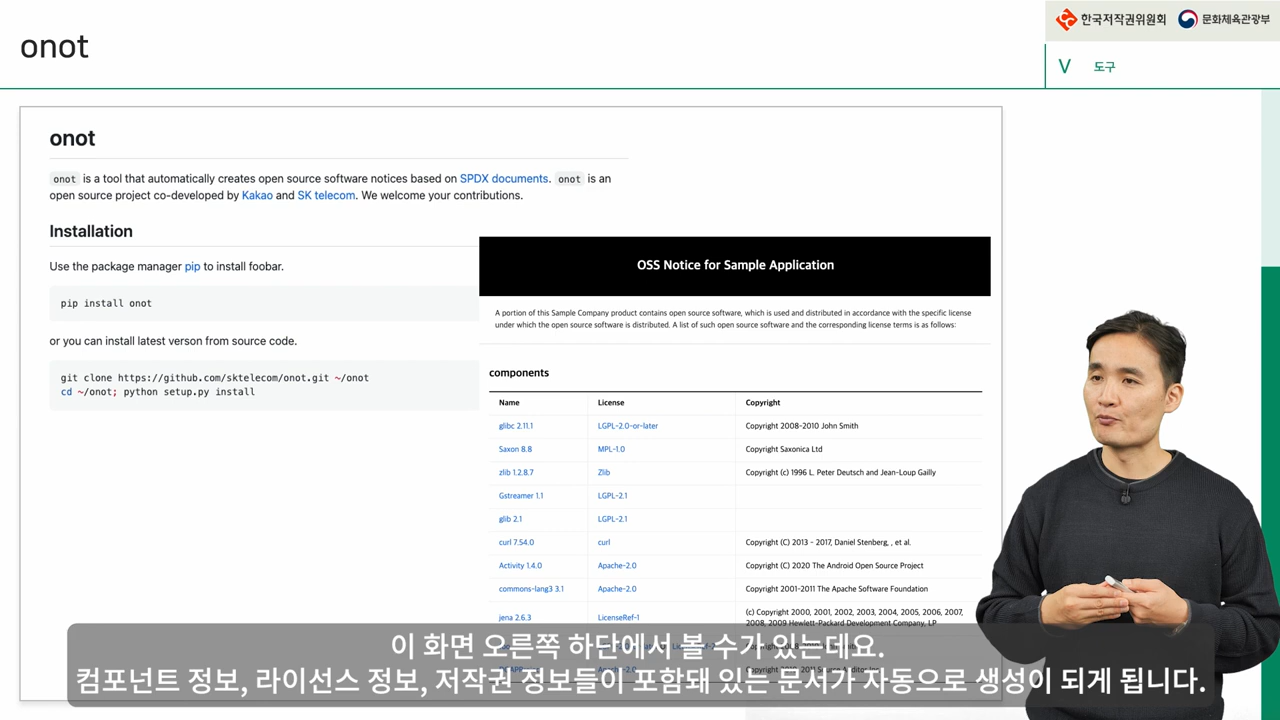 onot
한국저작권위원회
문화체육관광부
V 도구
onot
onot is a tool that automatically creates open source software notices based on SPDX documents. onot is an
open source project co-developed by Kakao and SK telecom. We welcome your contributions.
Installation
Use the package manager pip to install foobar.
pip install onot
or you can install latest verson from source code.
git clone https://github.com/sktelecom/onot.git ~/onot
cd ~/onot; python setup.py install
OSS Notice for Sample Application
A portion of this Sample Company product contains open source software, which is used and distributed in accordance with the specific license
under which the open source software is distributed. A list of such open source software and the corresponding license terms is as follows:
components
Name License Copyright
glibc 2.11.1 LGPL-2.0-or-later Copyright 2008-2010 John Smith
Saxon 8.8 MPL-1.0 Copyright Saxonica Ltd
zlib 1.2.8.7 Zlib Copyright (c) 1996 L. Peter Deutsch and Jean-Loup Gailly
Gstreamer 1.1 LGPL-2.1
glib 2.1 LGPL-2.1
curl 7.54.0 curl Copyright (C) 2013 - 2017, Daniel Stenberg, , et al.
Activity 1.4.0 Apache-2.0 Copyright (C) 2020 The Android Open Source Project
commons-lang3 3.1 Apache-2.0 Copyright 2001-2011 The Apache Software Foundation
jena 2.6.3 LicenseRef-1 (c) Copyright 2000, 2001, 2002, 2003, 2004, 2005, 2006, 2007,
2008, 2009 Hewlett-Packard Development Company, LP
이 화면 오른쪽 하단에서 볼 수가 있는데요.
컴포넌트 정보, 라이선스 정보, 저작권 정보들이 포함돼 있는 문서가 자동으로 생성이 되게 됩니다.